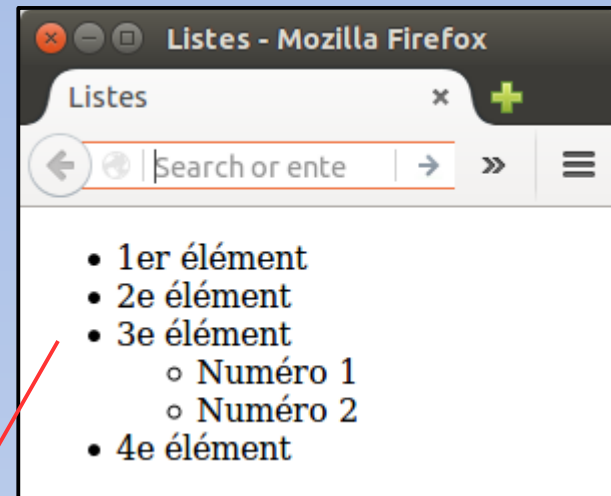 Listes - Mozilla Firefox
Listes
Search or ente
1er élément
2e élément
3e élément
Numéro 1
Numéro 2
4e élément